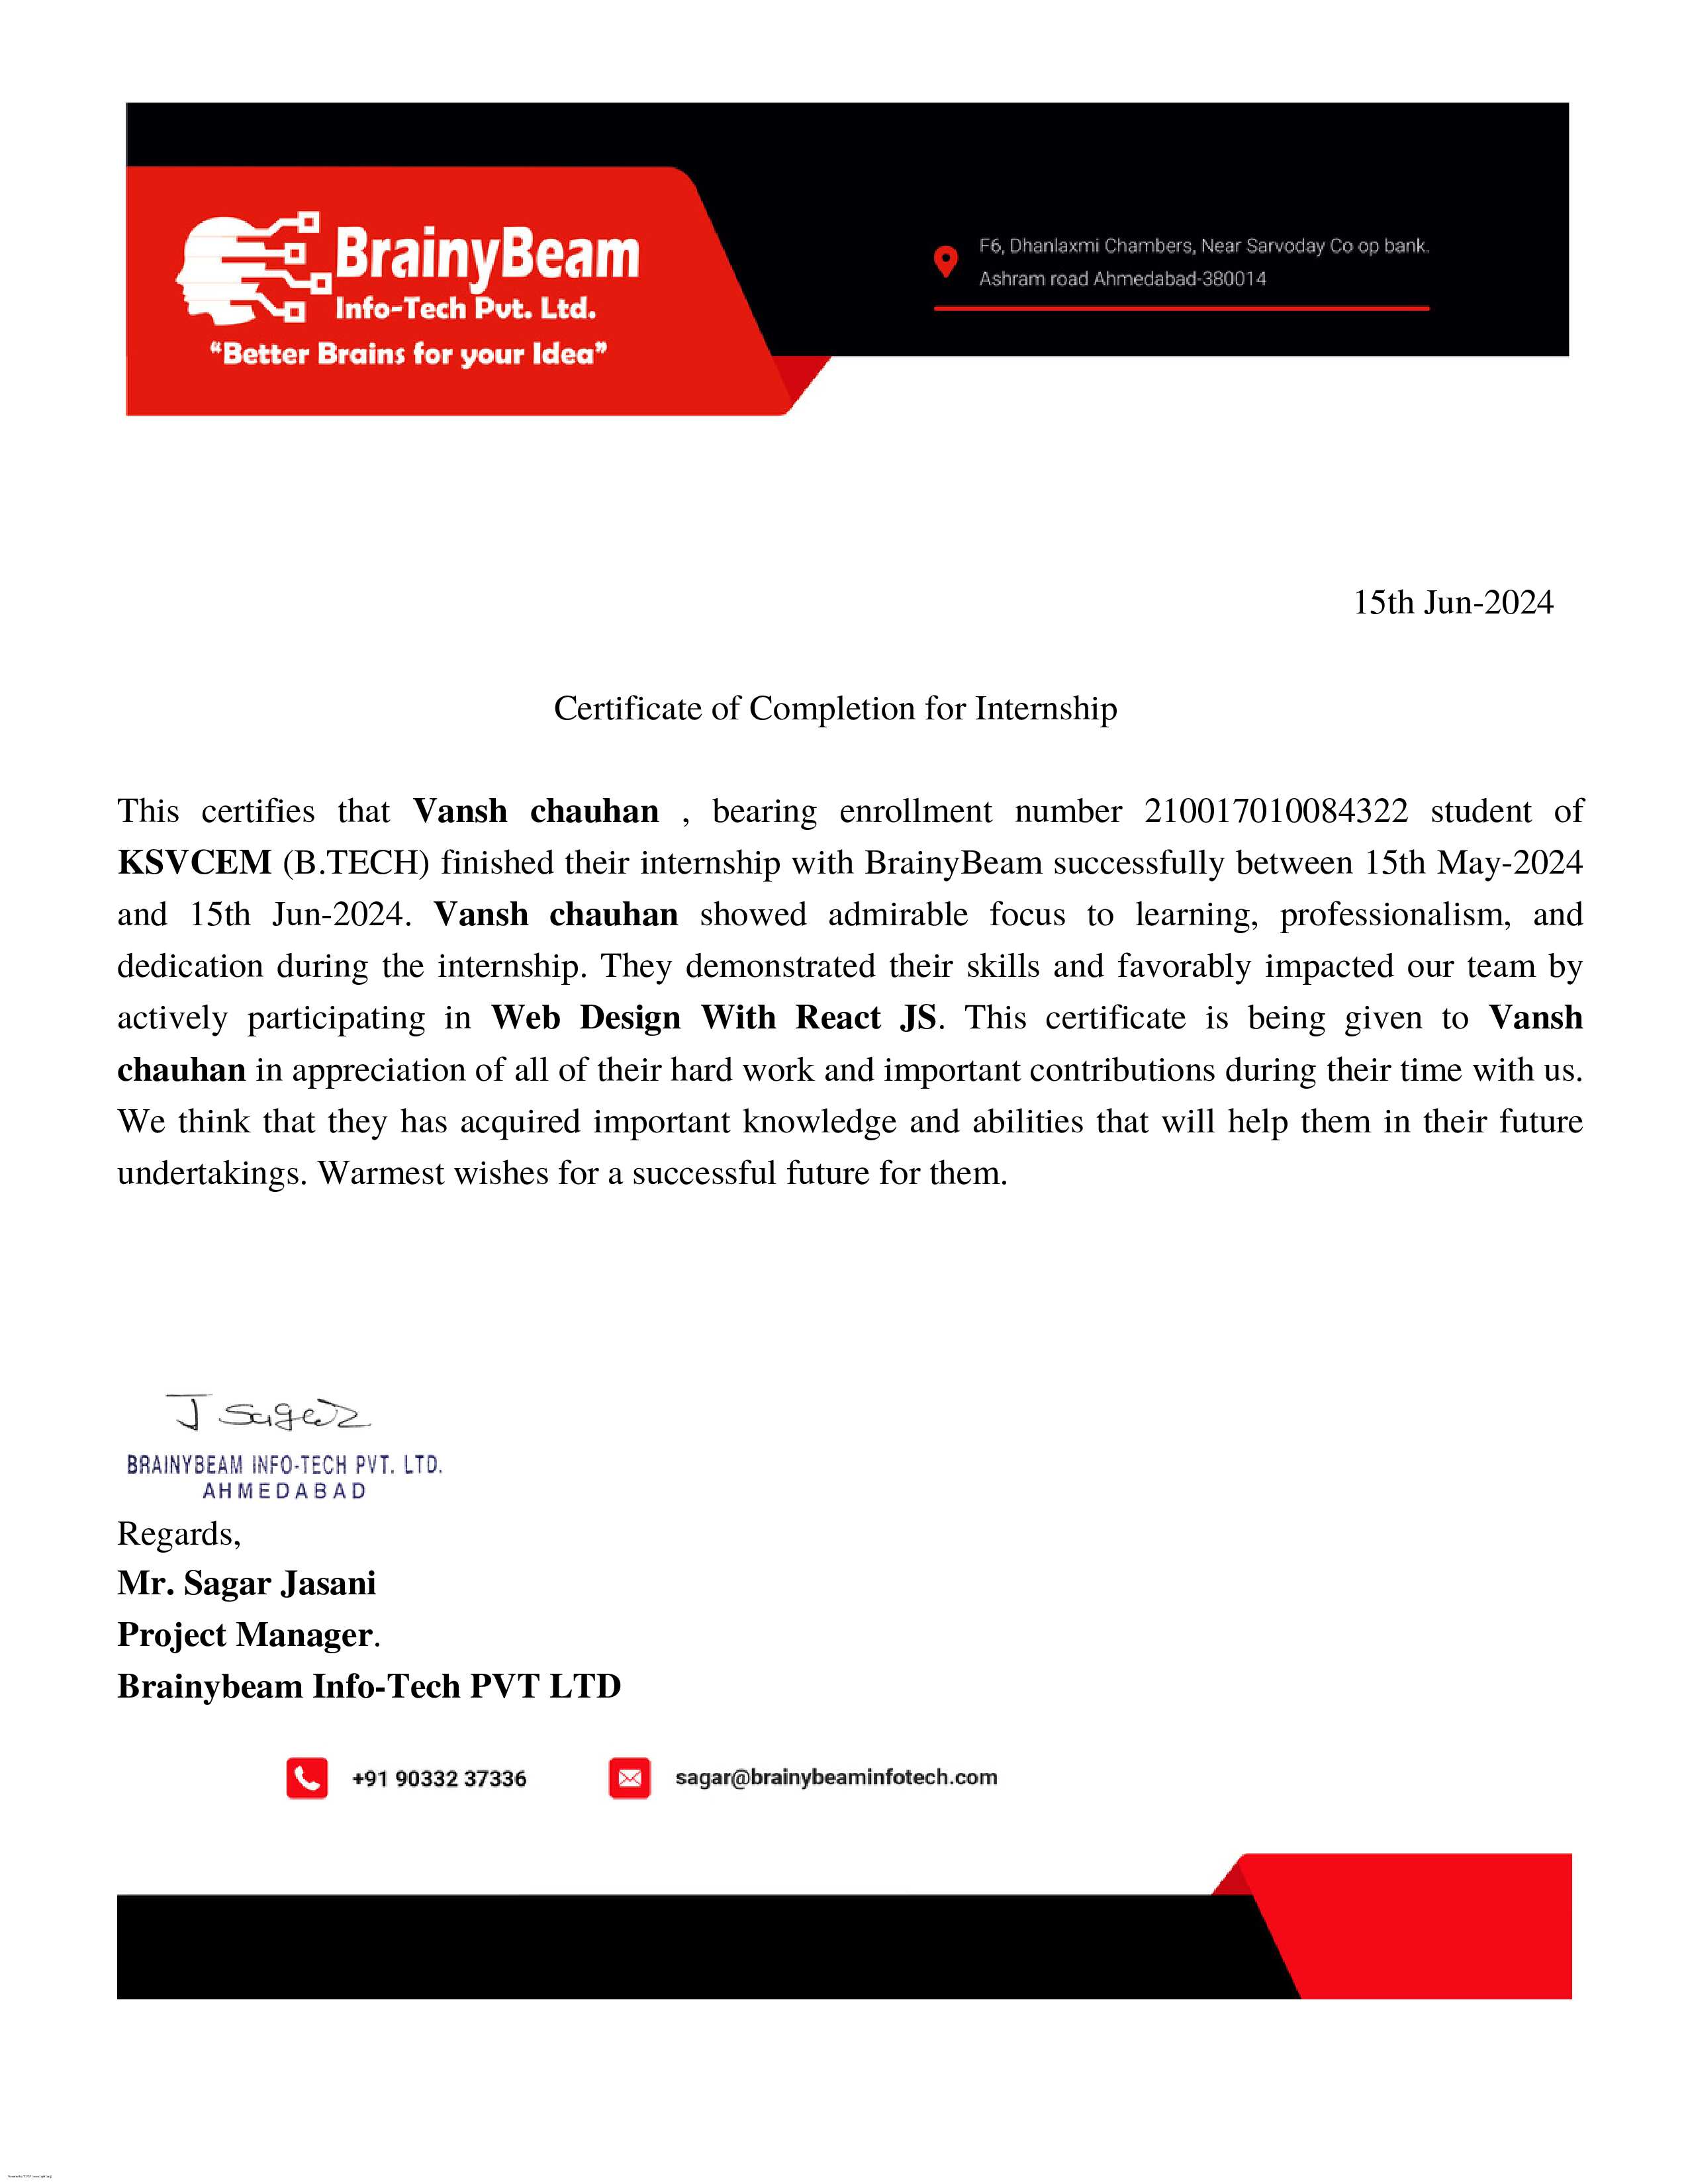 BrainyBeam
Info-Tech Pvt. Ltd.
“Better Brains for your Idea”
F6, Dhanlaxmi Chambers, Near Sarvoday Co op bank.
Ashram road Ahmedabad-380014
15th Jun-2024
Certificate of Completion for Internship
This certifies that Vansh chauhan , bearing enrollment number 210017010084322 student of
KSVCEM (B.TECH) finished their internship with BrainyBeam successfully between 15th May-2024
and 15th Jun-2024. Vansh chauhan showed admirable focus to learning, professionalism, and
dedication during the internship. They demonstrated their skills and favorably impacted our team by
actively participating in Web Design With React JS. This certificate is being given to Vansh
chauhan in appreciation of all of their hard work and important contributions during their time with us.
We think that they has acquired important knowledge and abilities that will help them in their future
undertakings. Warmest wishes for a successful future for them.
J Sagar
BRAINYBEAM INFO-TECH PVT. LTD.
AHMEDABAD
Regards,
Mr. Sagar Jasani
Project Manager.
Brainybeam Info-Tech PVT LTD
+91 90332 37336
sagar@brainybeaminfotech.com